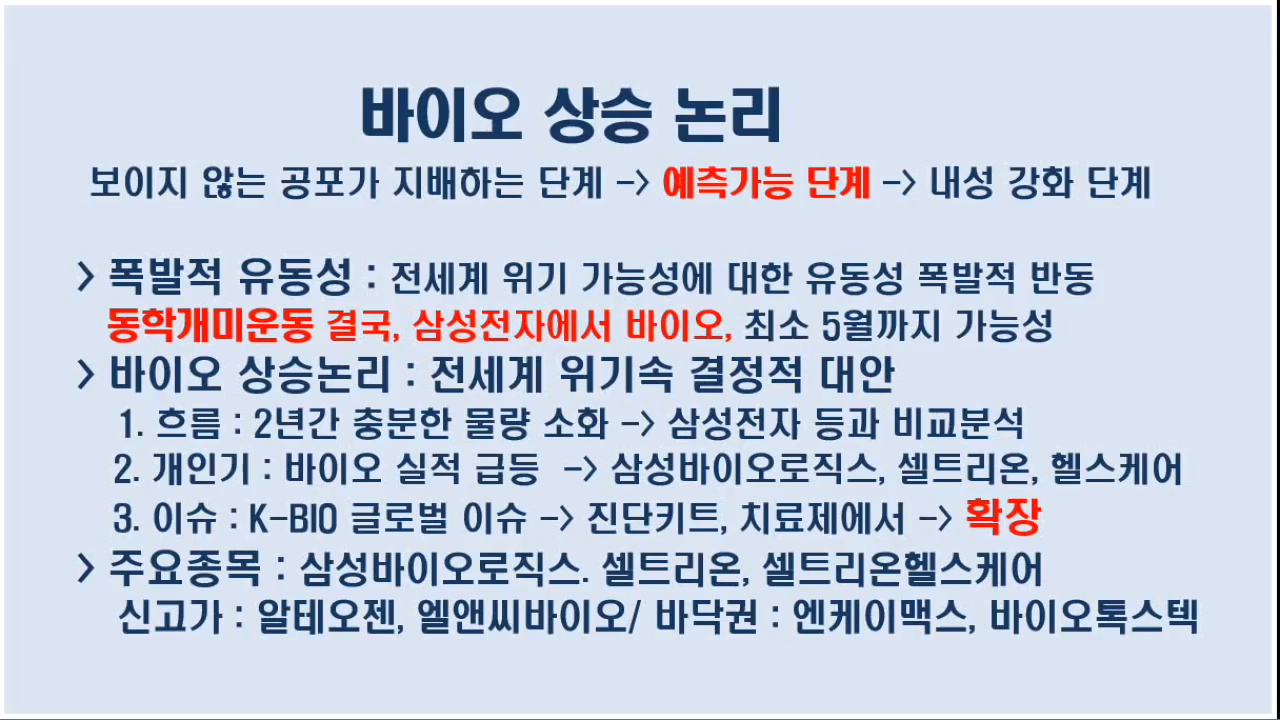 바이오 상승 논리
보이지 않는 공포가 지배하는 단계 -> 예측가능 단계 -> 내성 강화 단계
> 폭발적 유동성 : 전세계 위기 가능성에 대한 유동성 폭발적 반동
동학개미운동 결국, 삼성전자에서 바이오, 최소 5월까지 가능성
> 바이오 상승논리 : 전세계 위기속 결정적 대안
1. 흐름 : 2년간 충분한 물량 소화 -> 삼성전자 등과 비교분석
2. 개인기 : 바이오 실적 급등 -> 삼성바이오로직스, 셀트리온, 헬스케어
3. 이슈 : K-BIO 글로벌 이슈 -> 진단키트, 치료제에서 -> 확장
> 주요종목 : 삼성바이오로직스. 셀트리온, 셀트리온헬스케어
신고가 : 알테오젠, 엘앤씨바이오/ 바닥권 : 엔케이맥스, 바이오톡스텍